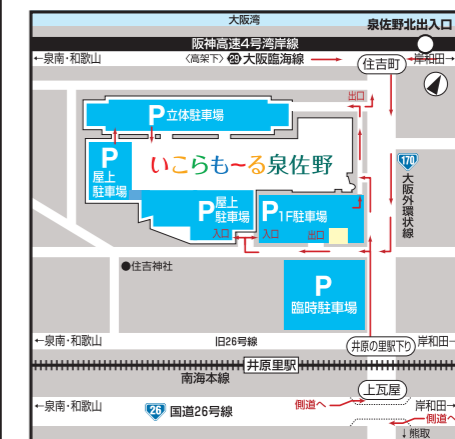 大阪湾
泉佐野北出入口
阪神高速4号湾岸線
←泉南・和歌山
〈高架下〉29大阪臨海線
住吉町
岸和田→
出口
P立体駐車場
P
屋上
駐車場
いこらも〜る泉佐野
170
大阪外環状線
P屋上
駐車場
P1F駐車場
入口
入口
出口
●住吉神社
P
臨時駐車場
←泉南・和歌山
旧26号線
井原の里駅下り
岸和田→
井原里駅
南海本線
上瓦屋
←泉南・和歌山
26 国道26号線
側道へ
岸和田→
側道へ
↓熊取